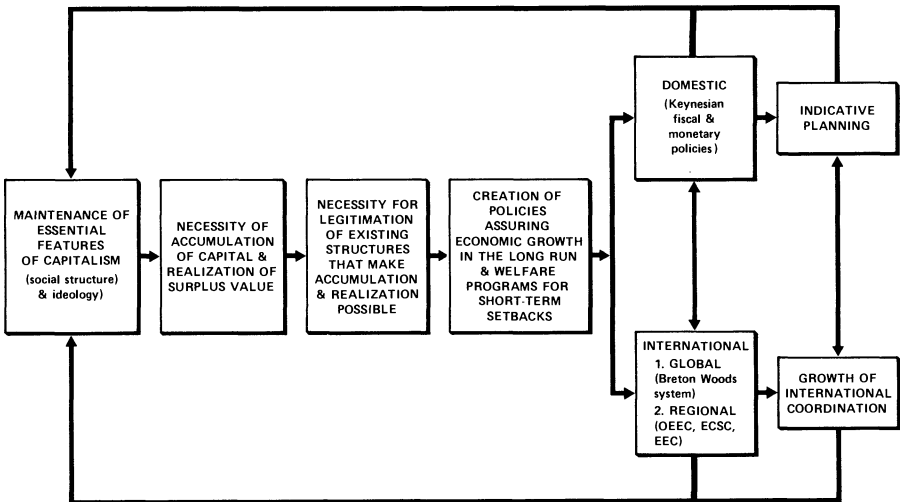 MAINTENANCE OF
ESSENTIAL
FEATURES
OF CAPITALISM
(social structure)
& ideology)
NECESSITY OF
ACCUMULATION
OF CAPITAL &
REALIZATION OF
SURPLUS VALUE
NECESSITY FOR
LEGITIMATION
OF EXISTING
STRUCTURES
THAT MAKE
ACCUMULATION
& REALIZATION
POSSIBLE
CREATION OF
POLICIES
ASSURING
ECONOMIC GROWTH
IN THE LONG RUN
& WELFARE
PROGRAMS FOR
SHORT-TERM
SETBACKS
DOMESTIC
(Keynesian
fiscal &
monetary
policies)
INDICATIVE
PLANNING
INTERNATIONAL
1. GLOBAL
(Breton Woods
system)
2. REGIONAL
(OEEC, ECSC,
EEC)
GROWTH OF
INTERNATIONAL
COORDINATION